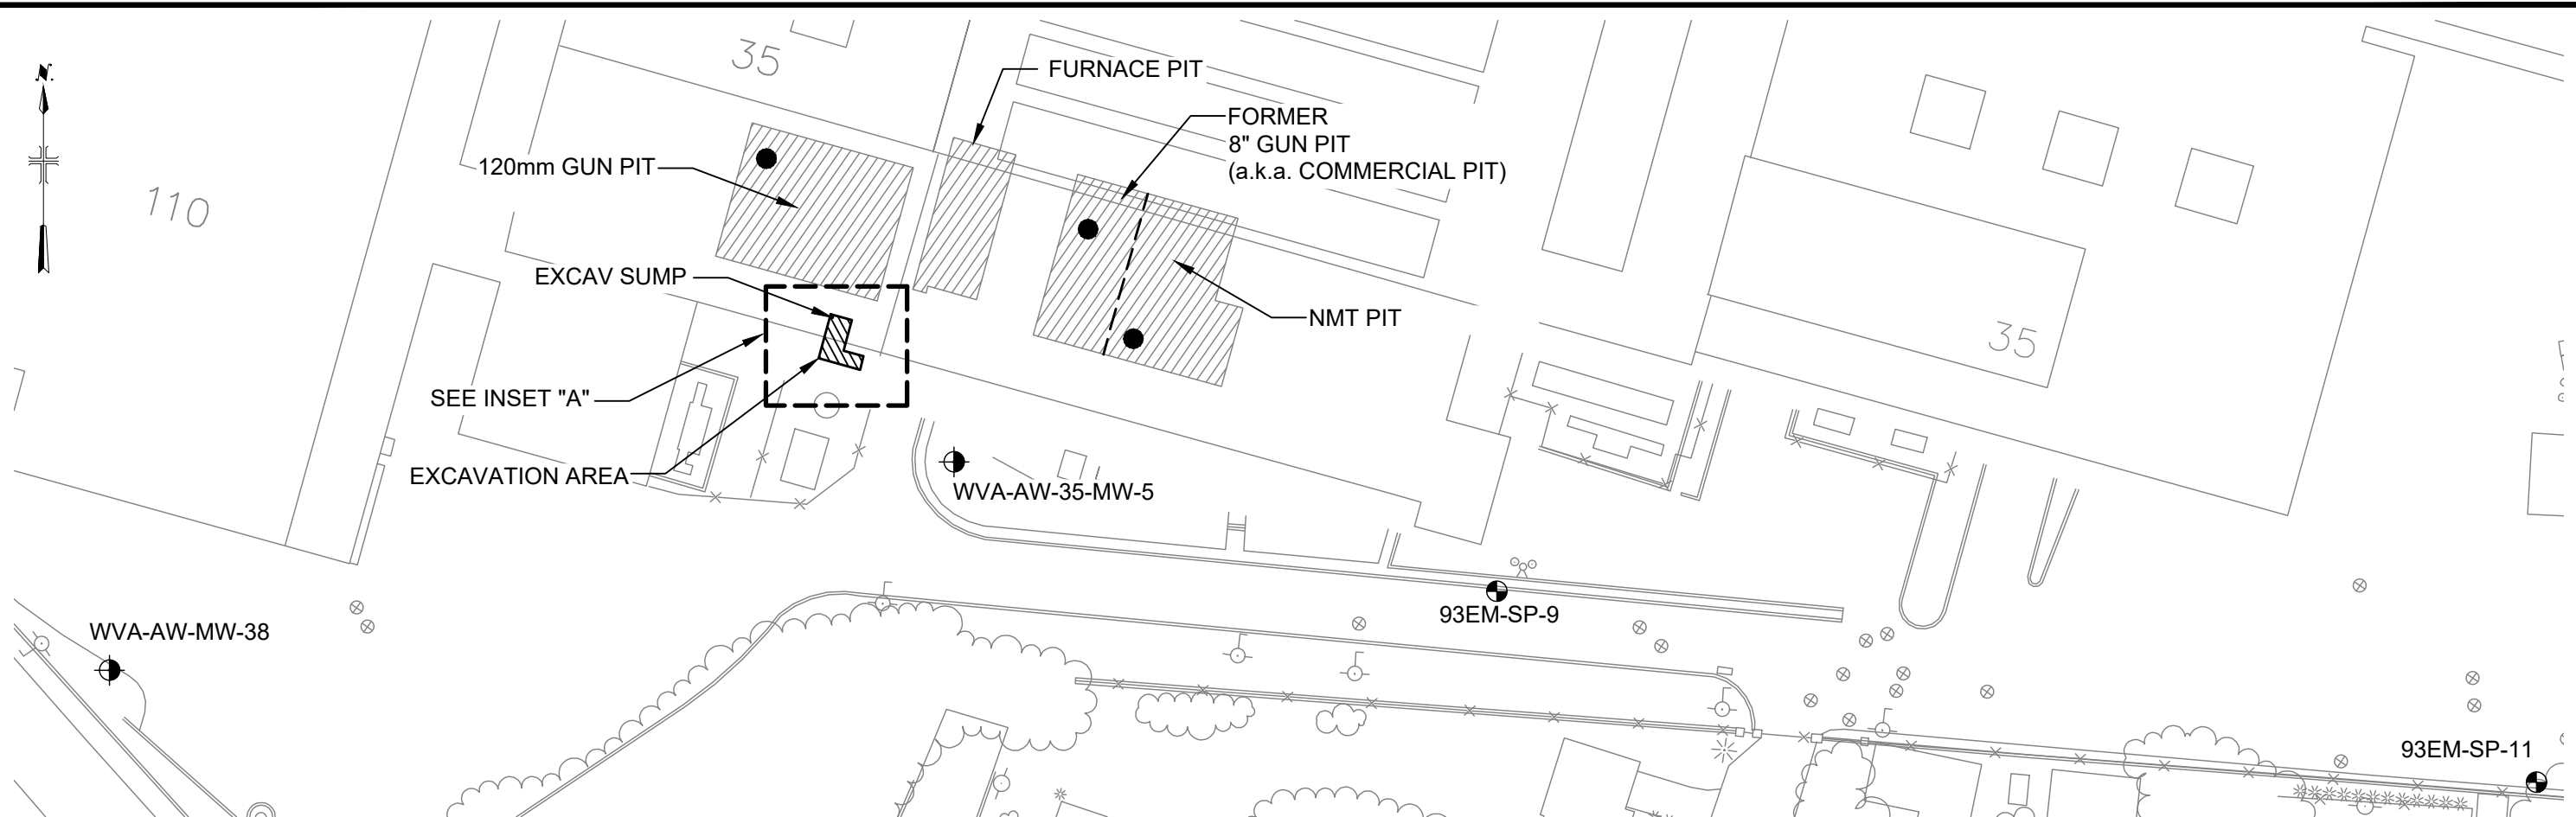 N.
35
FURNACE PIT
FORMER
8" GUN PIT
(a.k.a. COMMERCIAL PIT)
120mm GUN PIT
110
EXCAV SUMP
NMT PIT
35
SEE INSET "A"
EXCAVATION AREA
WVA-AW-35-MW-5
93EM-SP-9
WVA-AW-MW-38
93EM-SP-11